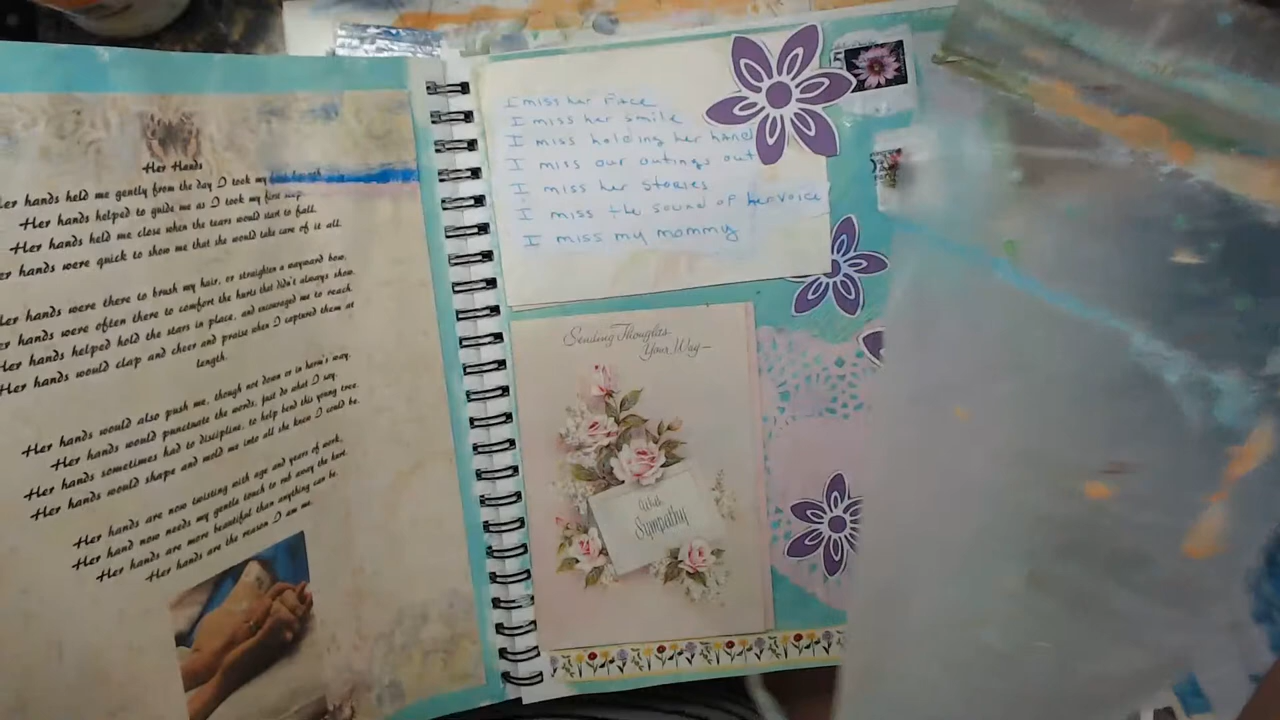 Her Hands
Her hands held me gently from the day I took my
Her hands helped to guide me as I took my first step
Her hands held me close when the tears would start to fall.
Her hands were quick to show me that she would take care of it all.
Her hands were there to brush my hair, or straighten a wayward bow,
Her hands were often there to comfort the hurts that didn't always show.
Her hands helped hold the stars in place, and encouraged me to reach
Her hands would clap and cheer and praise when I captured them at
length.
Her hands would also push me, though not down or in harm's way,
Her hands would punctuate the words, just do what I say.
Her hands sometimes had to discipline, to help bend this young tree.
Her hands would shape and mold me into all she knew I could be.
Her hands are now twisting with age and years of work,
Her hand now needs my gentle touch to rub away the hurt.
Her hands are more beautiful than anything can be.
Her hands are the reason I am me.
I miss her Face
I miss her smile
I miss holding her hand
I miss our outings out
I miss her stories
I miss the sound of her voice
I miss my mommy
Sending Thoughts
Your Way—
With
Sympathy